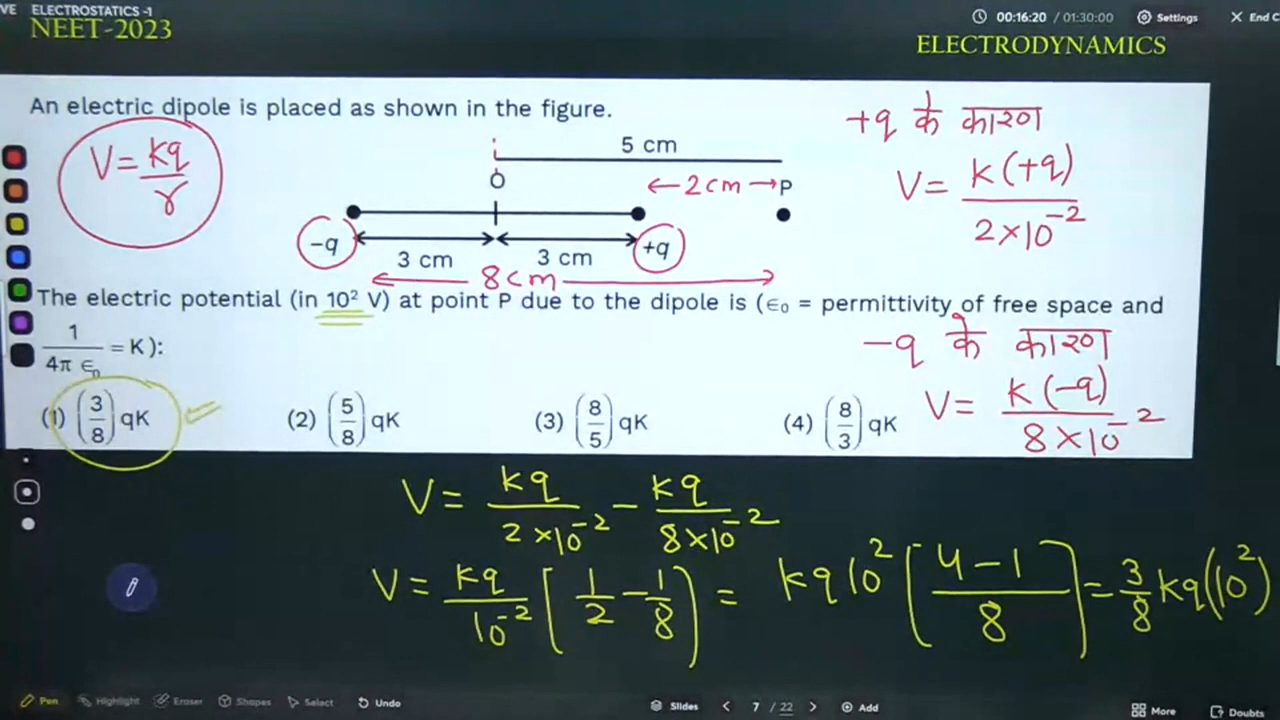 VE ELECTROSTATICS -1
00:16:20 / 01:30:00 Settings End C
NEET-2023
ELECTRODYNAMICS
An electric dipole is placed as shown in the figure.
V = kq/r
5 cm
O
←2cm→ P
-q
+q
3 cm
3 cm
8cm
+q के कारण
V = K(+q)/2×10⁻²
The electric potential (in 10² V) at point P due to the dipole is (ϵ₀ = permittivity of free space and
1/4π ϵ₀ = K):
-q के कारण
V = K(-q)/8×10⁻²
(1) (3/8) qK (2) (5/8) qK (3) (8/5) qK (4) (8/3) qK
V = kq/2×10⁻² - kq/8×10⁻²
V = kq/10⁻² [1/2 - 1/8] = kq10² [4-1/8] = 3/8 kq(10²)
Pen Highlight Eraser Shapes Select Undo Slides < 7 / 22 > Add More Doubts